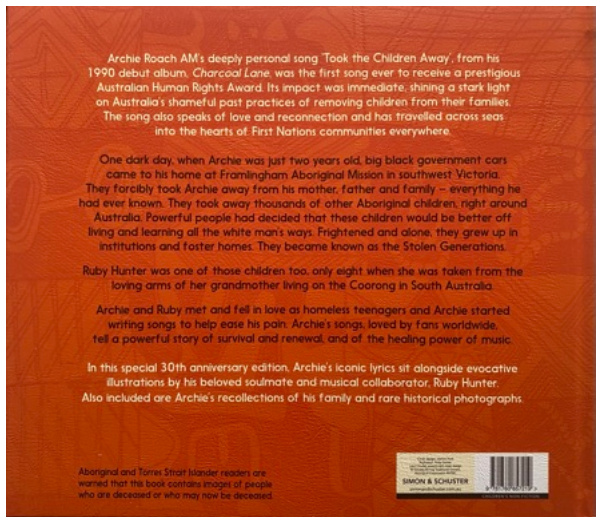 Archie Roach AM's deeply personal song 'Took the Children Away', from his
1990 debut album, Charcoal Lane, was the first song ever to receive a prestigious
Australian Human Rights Award. Its impact was immediate, shining a stark light
on Australia's shameful past practices of removing children from their families.
The song also speaks of love and reconnection and has travelled across seas
into the hearts of First Nations communities everywhere.
One dark day, when Archie was just two years old, big black government cars
came to his home at Framlingham Aboriginal Mission in southwest Victoria.
They forcibly took Archie away from his mother, father and family – everything he
had ever known. They took away thousands of other Aboriginal children, right around
Australia. Powerful people had decided that these children would be better off
living and learning all the white man's ways. Frightened and alone, they grew up in
institutions and foster homes. They became known as the Stolen Generations.
Ruby Hunter was one of those children too, only eight when she was taken from the
loving arms of her grandmother living on the Coorong in South Australia.
Archie and Ruby met and fell in love as homeless teenagers and Archie started
writing songs to help ease his pain. Archie's songs, loved by fans worldwide,
tell a powerful story of survival and renewal, and of the healing power of music.
In this special 30th anniversary edition, Archie's iconic lyrics sit alongside evocative
illustrations by his beloved soulmate and musical collaborator, Ruby Hunter.
Also included are Archie's recollections of his family and rare historical photographs.
Aboriginal and Torres Strait Islander readers are
warned that this book contains images of people
who are deceased or who may now be deceased.
SIMON & SCHUSTER
simonandschuster.com.au
CHILDREN'S NON-FICTION